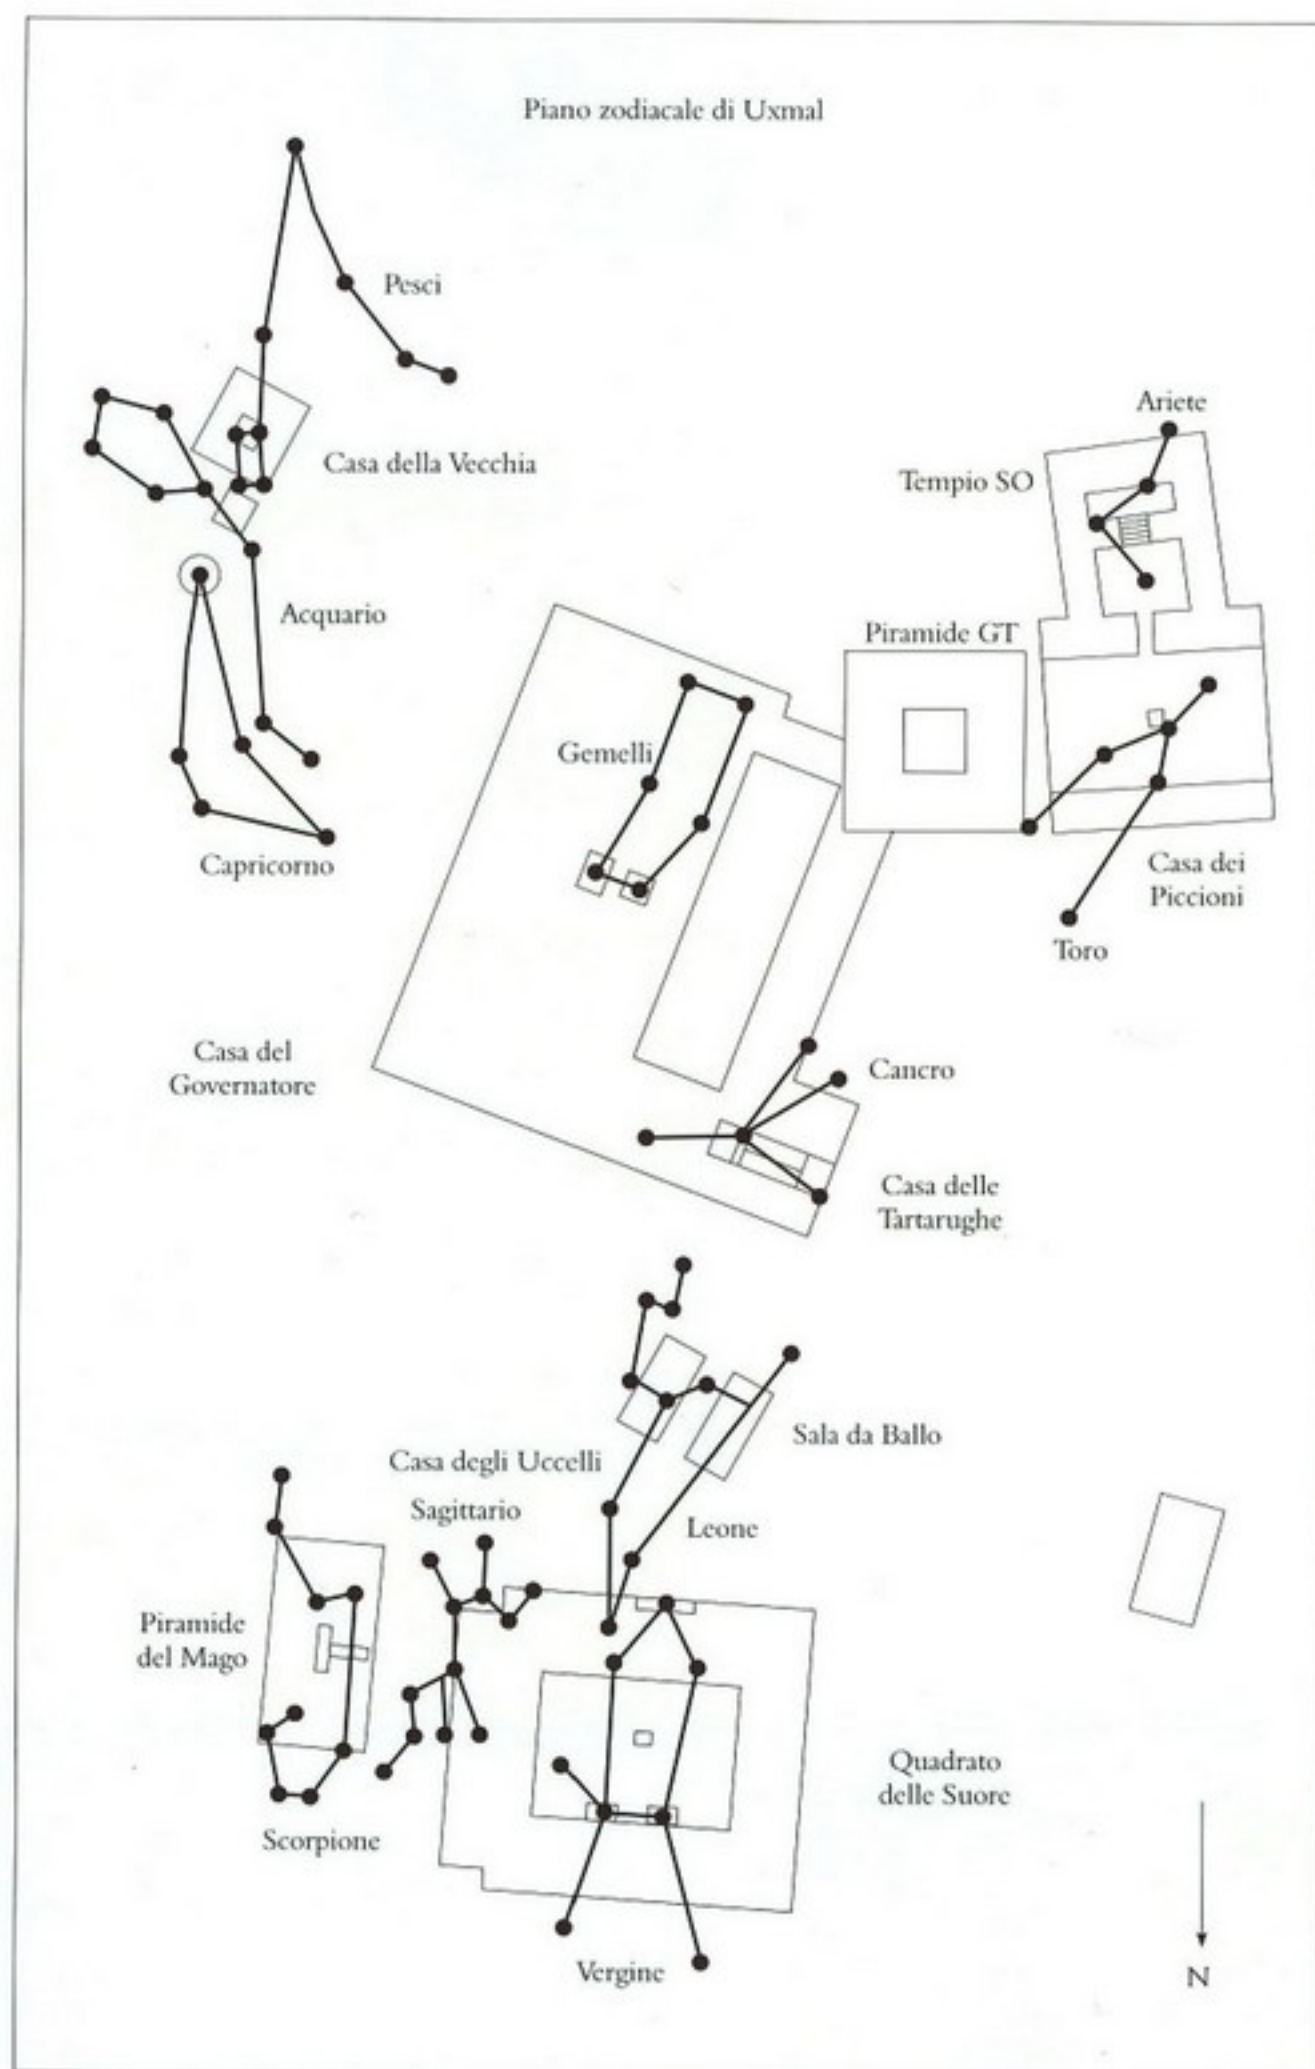 Piano zodiacale di Uxmal
Pesci
Ariete
Casa della Vecchia
Tempio SO
Acquario
Piramide GT
Gemelli
Capricorno
Casa dei
Piccioni
Toro
Casa del
Governatore
Cancro
Casa delle
Tartarughe
Sala da Ballo
Casa degli Uccelli
Sagittario
Leone
Piramide
del Mago
Quadrato
delle Suore
Scorpione
Vergine
N